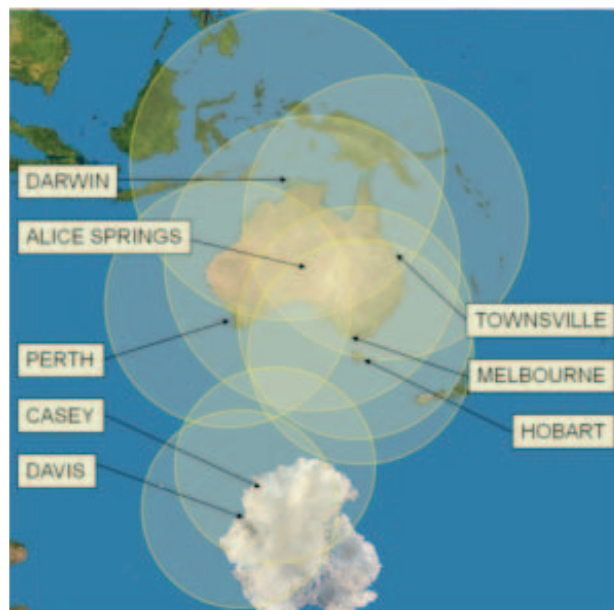 DARWIN
ALICE SPRINGS
TOWNSVILLE
PERTH
MELBOURNE
CASEY
HOBART
DAVIS